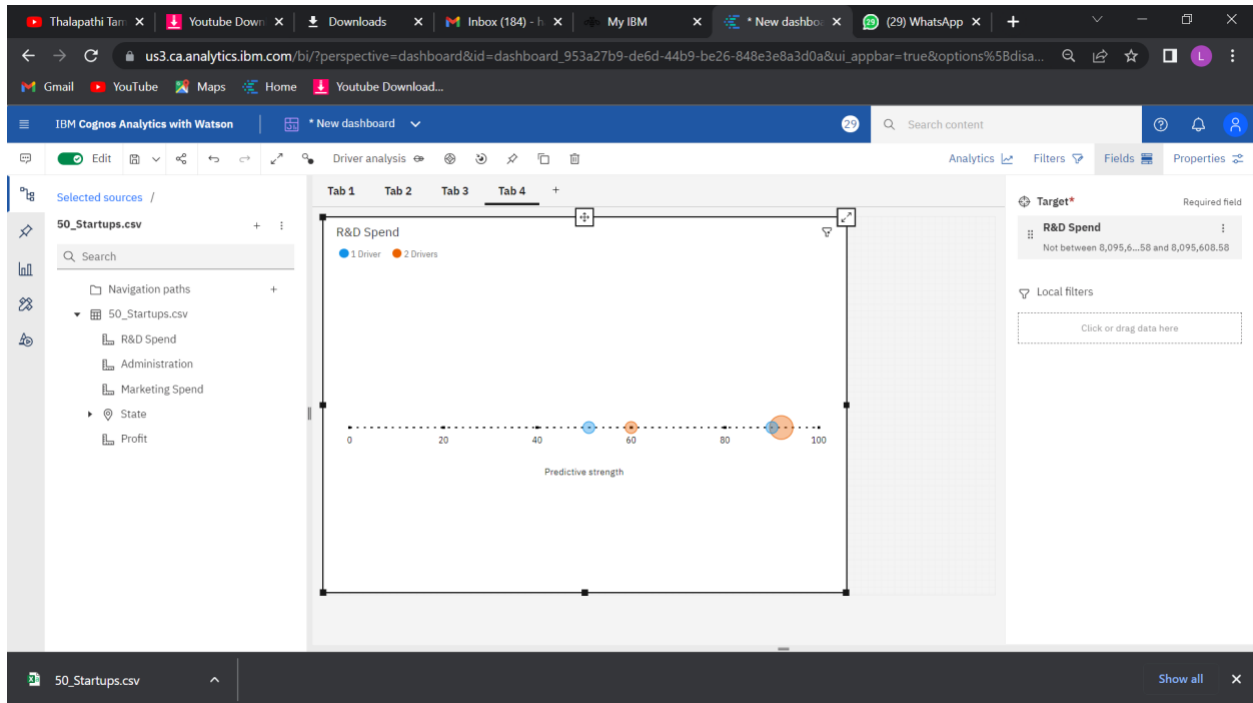 Thalapathi Tam
Youtube Down
Downloads
Inbox (184) - h
My IBM
* New dashboa
(29) WhatsApp
us3.ca.analytics.ibm.com/bi/?perspective=dashboard&id=dashboard_953a27b9-de6d-44b9-be26-848e3e8a3d0a&ui_appbar=true&options%5Bdisa...
L
Gmail
YouTube
Maps
Home
Youtube Download...
IBM Cognos Analytics with Watson
* New dashboard
29
Search content
Edit
Driver analysis
Analytics
Filters
Fields
Properties
Selected sources /
50_Startups.csv
Search
Navigation paths
50_Startups.csv
R&D Spend
Administration
Marketing Spend
State
Profit
Tab 1
Tab 2
Tab 3
Tab 4
+
R&D Spend
1 Driver
2 Drivers
0
20
40
60
80
100
Predictive strength
Target*
Required field
R&D Spend
Not between 8,095,6...58 and 8,095,608.58
Local filters
Click or drag data here
50_Startups.csv
Show all